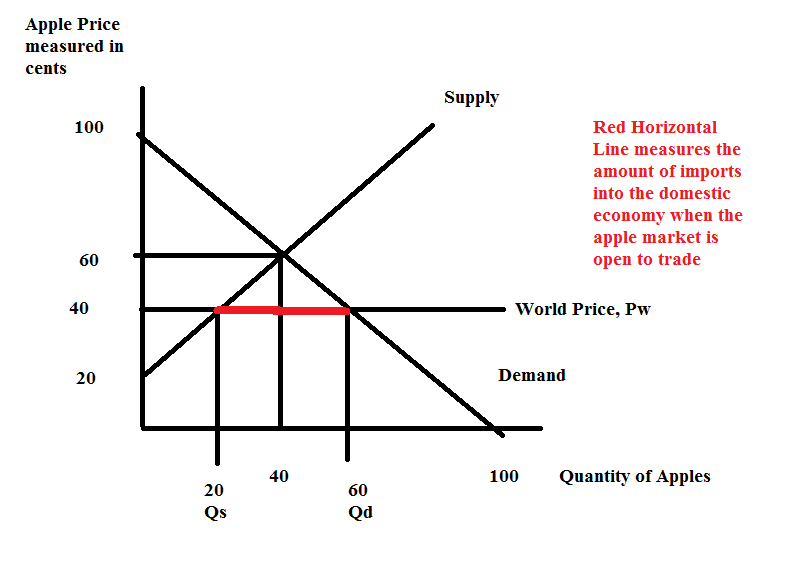 Apple Price
measured in
cents
Supply
100
Red Horizontal
Line measures the
amount of imports
into the domestic
economy when the
apple market is
open to trade
60
40
World Price, Pw
20
Demand
20
40
60
100
Quantity of Apples
Qs
Qd